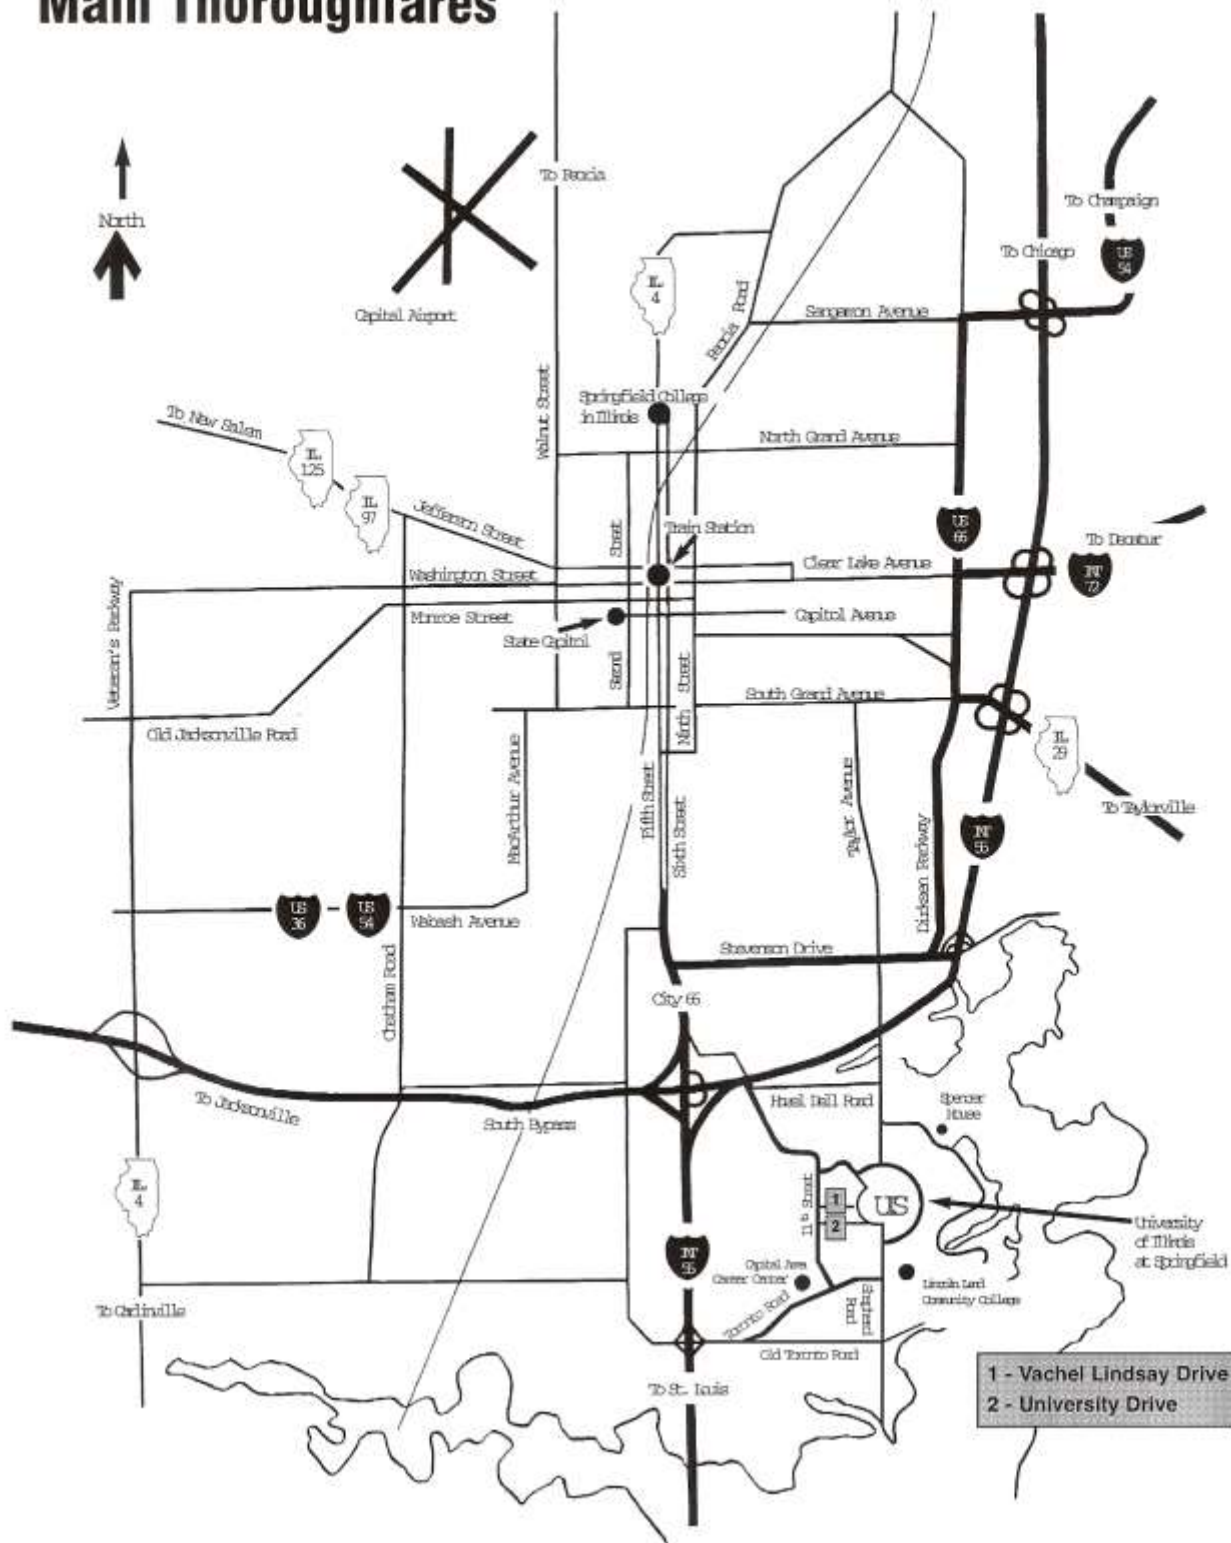 Main Thoroughfares
To Peoria
North
To Champaign
To Chicago
US
54
IL
4
Capital Airport
Peoria Road
Sangamon Avenue
Walnut Street
Springfield College
in Illinois
To New Salem
North Grand Avenue
IL
125
IL
97
Jefferson Street
US
66
Street
Train Station
To Decatur
Clear Lake Avenue
INT
72
Washington Street
Veteran's Parkway
Monroe Street
Capitol Avenue
State Capitol
Second
Ninth Street
South Grand Avenue
Old Jacksonville Road
IL
29
MacArthur Avenue
Fifth Street
Sixth Street
Taylor Avenue
To Taylorville
INT
55
Dirksen Parkway
US
36
US
54
Wabash Avenue
Stevenson Drive
Chatham Road
City 66
To Jacksonville
South Bypass
Hazel Dell Road
Spencer
House
IL
4
11th Street
1
2
UIS
University
of Illinois
at Springfield
INT
55
Capital Area
Career Center
Lincoln Land
Community College
To Carlinville
Toronto Road
Shepherd
Road
Old Toronto Road
To St. Louis
1 - Vachel Lindsay Drive
2 - University Drive